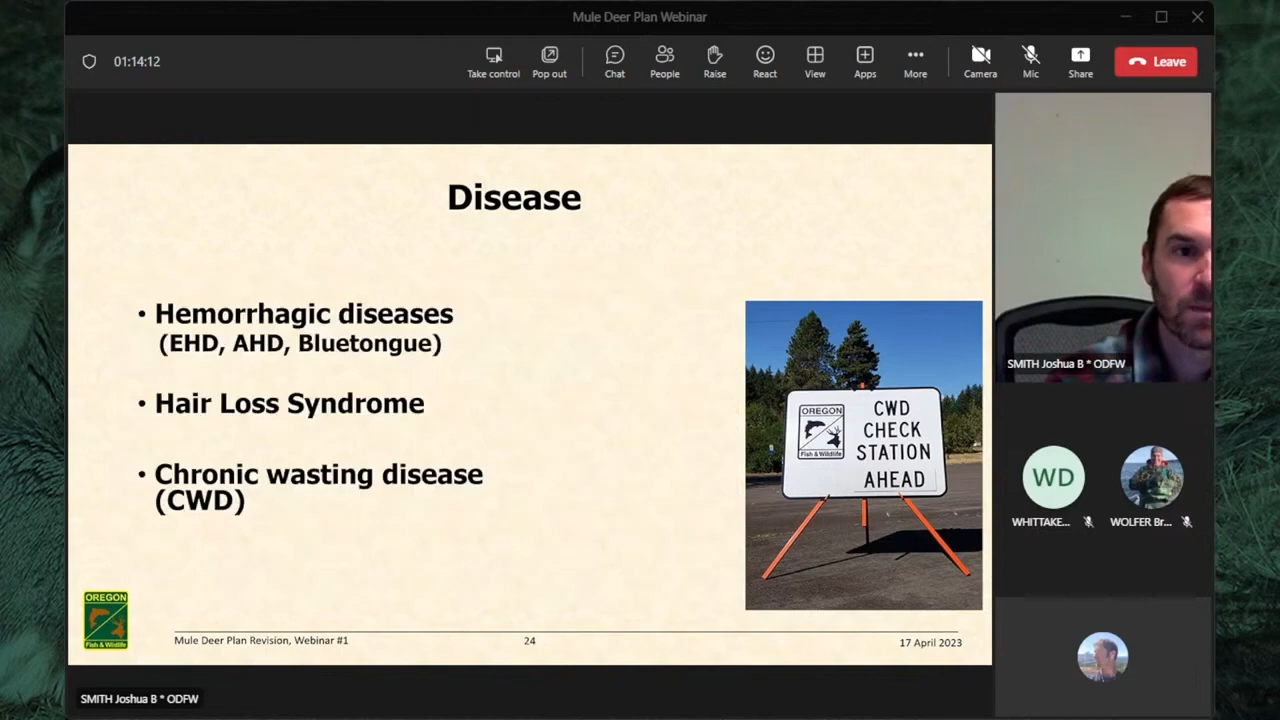 Mule Deer Plan Webinar
01:14:12
Take control
Pop out
Chat
People
Raise
React
View
Apps
More
Camera
Mic
Share
Leave
Disease
• Hemorrhagic diseases
(EHD, AHD, Bluetongue)
• Hair Loss Syndrome
• Chronic wasting disease
(CWD)
OREGON
Fish & Wildlife
CWD
CHECK
STATION
AHEAD
OREGON
Fish & Wildlife
Mule Deer Plan Revision, Webinar #1
24
17 April 2023
SMITH Joshua B * ODFW
WD
WHITTAKE...
WOLFER Br...
SMITH Joshua B * ODFW